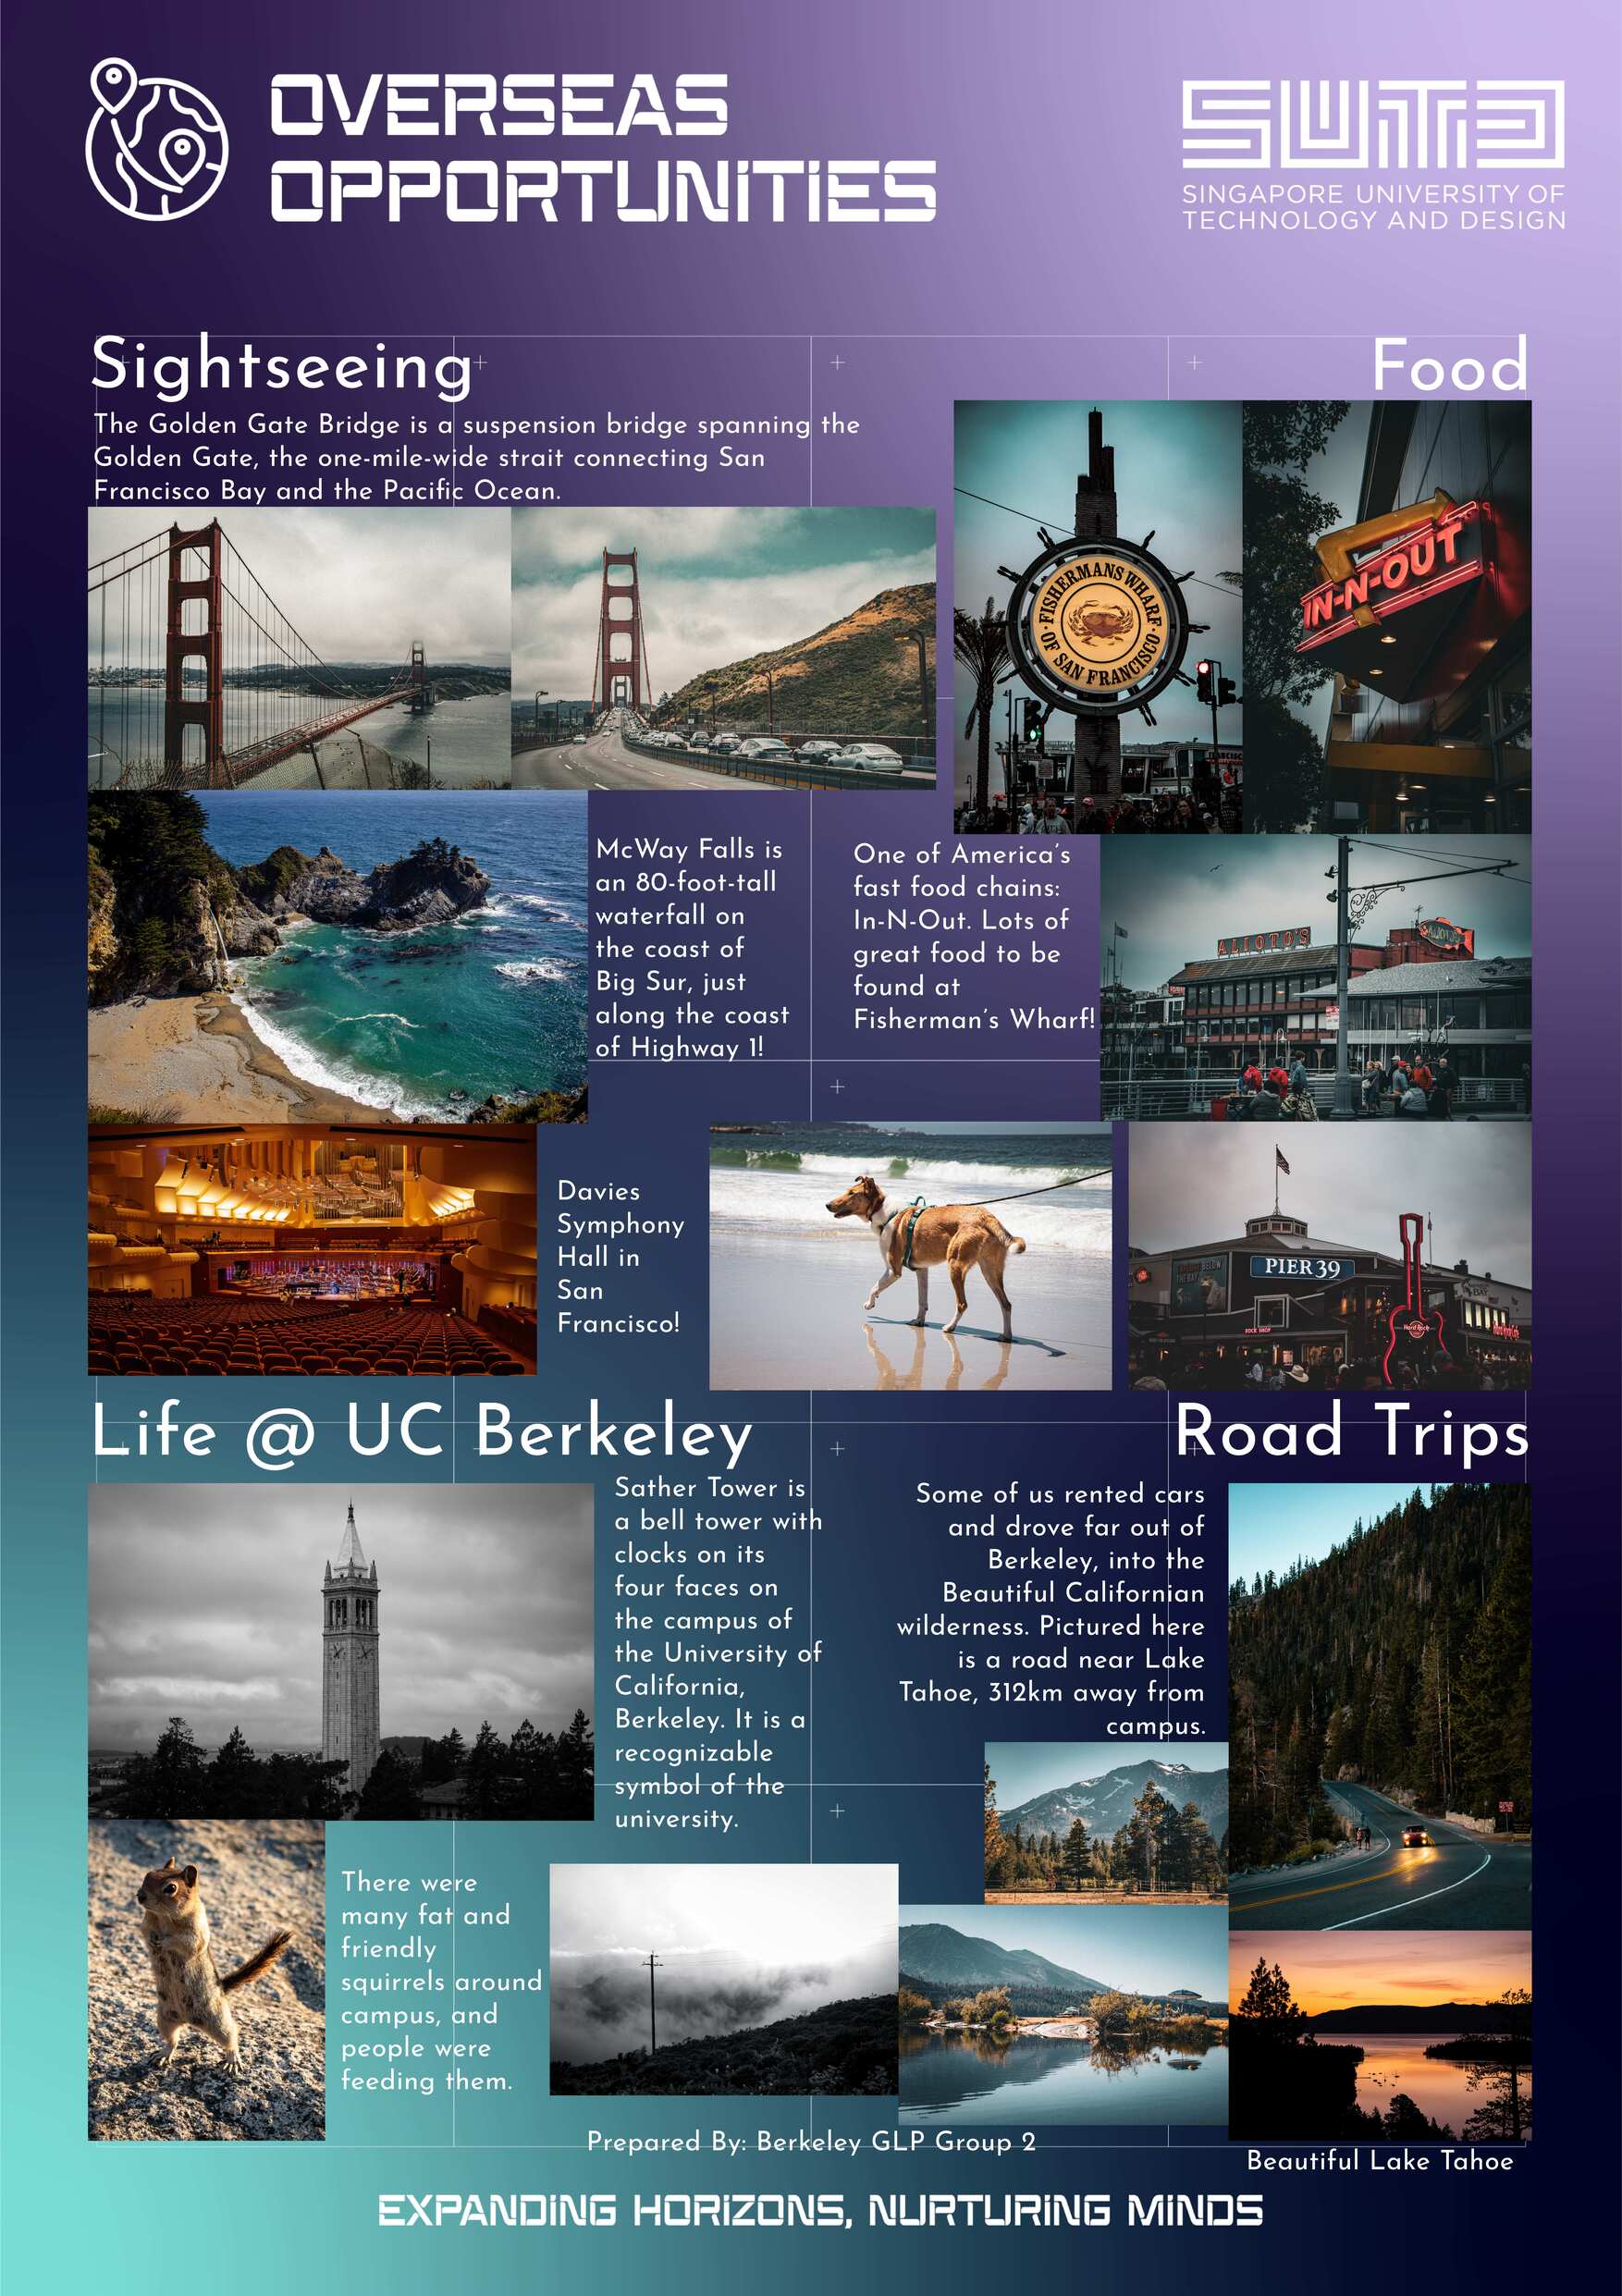 OVERSEAS
OPPORTUNITIES
SUTD
SINGAPORE UNIVERSITY OF
TECHNOLOGY AND DESIGN
Sightseeing
The Golden Gate Bridge is a suspension bridge spanning the
Golden Gate, the one-mile-wide strait connecting San
Francisco Bay and the Pacific Ocean.
McWay Falls is
an 80-foot-tall
waterfall on
the coast of
Big Sur, just
along the coast
of Highway 1!
Davies
Symphony
Hall in
San
Francisco!
Food
FISHERMANS WHARF
OF SAN FRANCISCO
IN-N-OUT
One of America's
fast food chains:
In-N-Out. Lots of
great food to be
found at
Fisherman's Wharf!
ALIOTO'S
PIER 39
Hard Rock
ROCK SHOP
Life @ UC Berkeley
Sather Tower is
a bell tower with
clocks on its
four faces on
the campus of
the University of
California,
Berkeley. It is a
recognizable
symbol of the
university.
There were
many fat and
friendly
squirrels around
campus, and
people were
feeding them.
Road Trips
Some of us rented cars
and drove far out of
Berkeley, into the
Beautiful Californian
wilderness. Pictured here
is a road near Lake
Tahoe, 312km away from
campus.
Prepared By: Berkeley GLP Group 2
Beautiful Lake Tahoe
EXPANDING HORIZONS, NURTURING MINDS